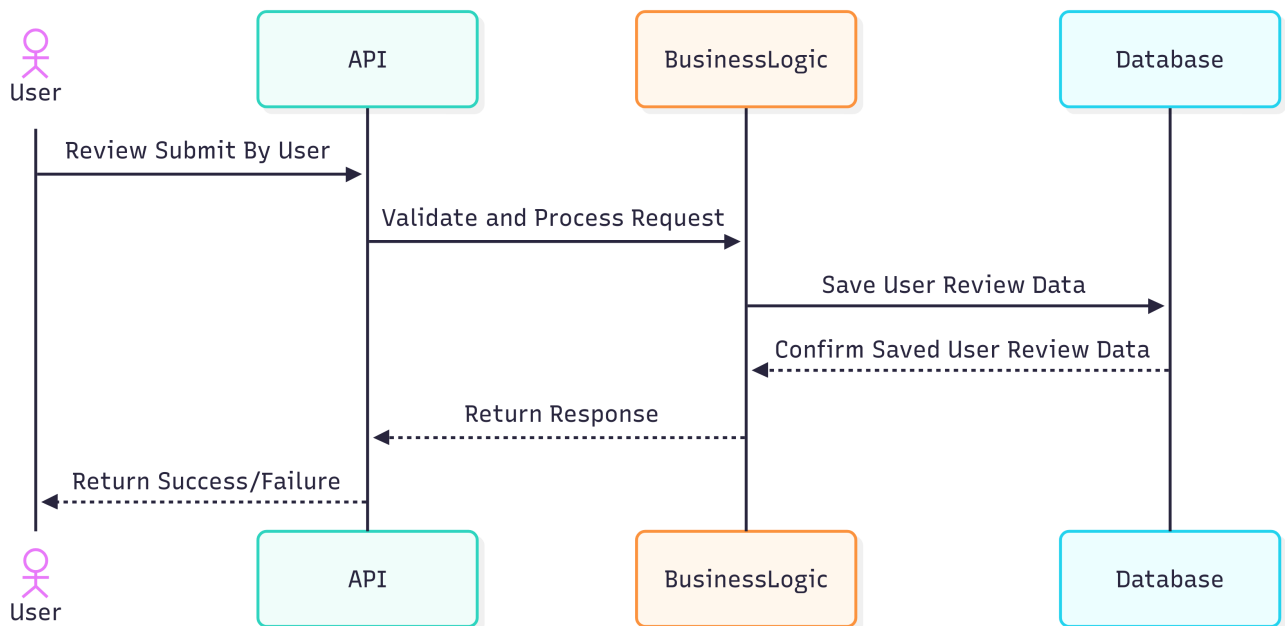 User
API
BusinessLogic
Database
Review Submit By User
Validate and Process Request
Save User Review Data
Confirm Saved User Review Data
Return Response
Return Success/Failure
User
API
BusinessLogic
Database